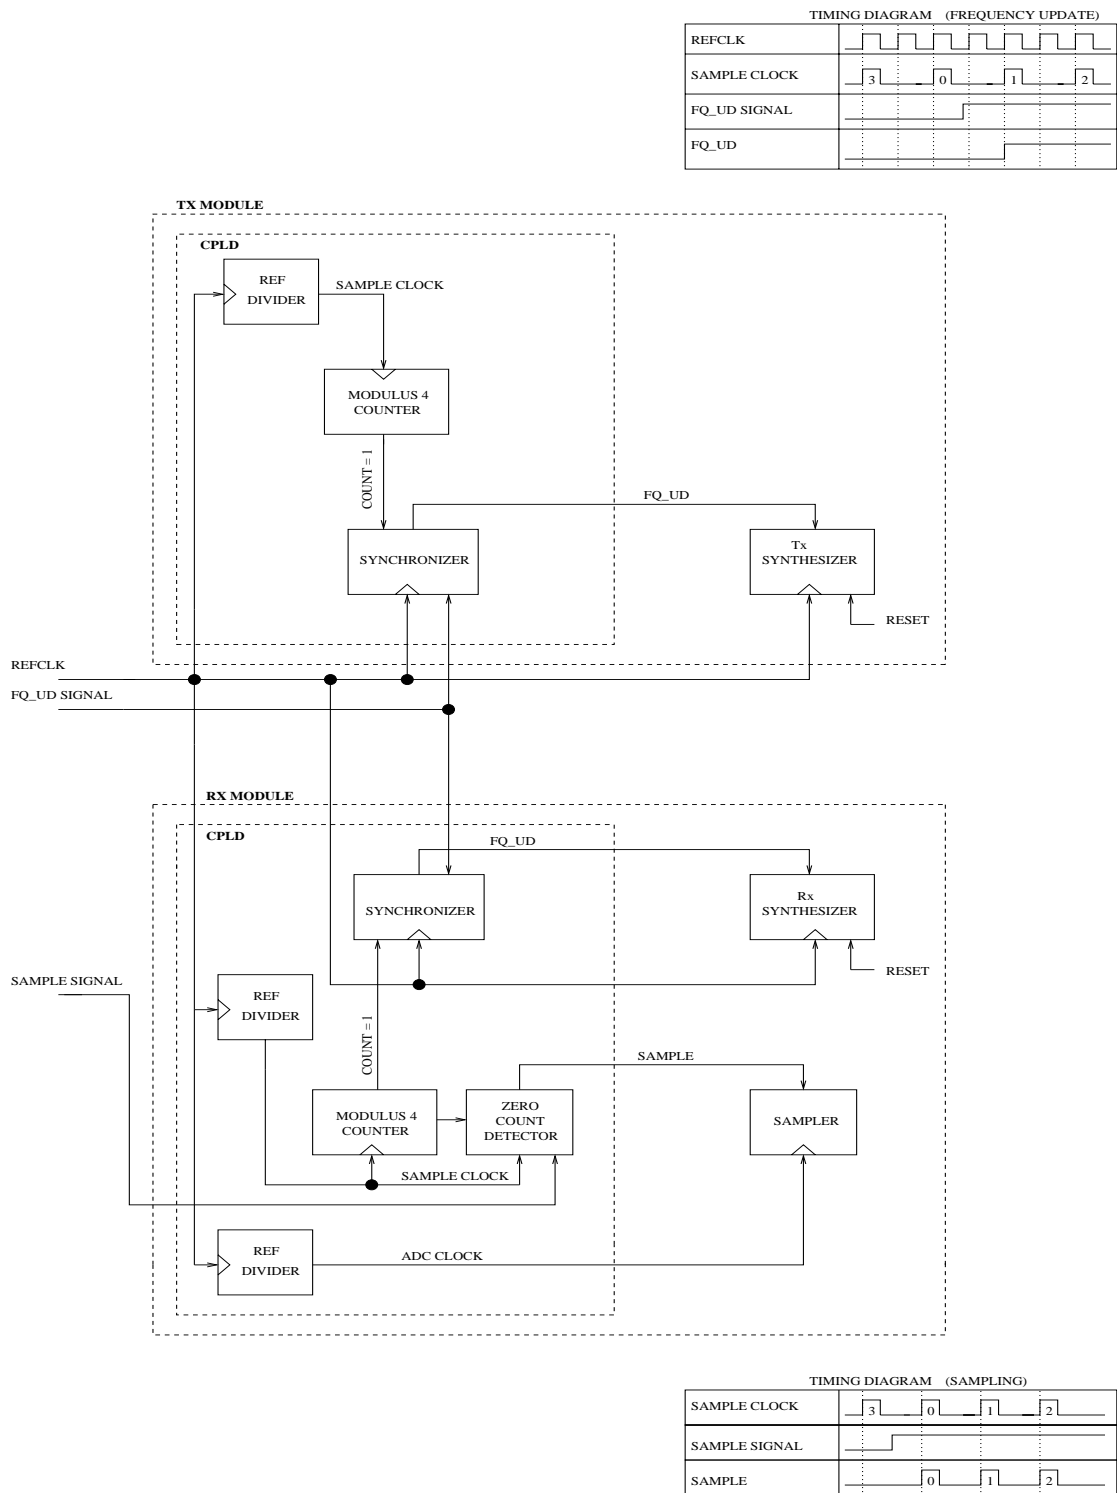 TIMING DIAGRAM (FREQUENCY UPDATE)
REFCLK
SAMPLE CLOCK
3 0 1 2
FQ_UD SIGNAL
FQ_UD
TX MODULE
CPLD
REF
DIVIDER
SAMPLE CLOCK
MODULUS 4
COUNTER
COUNT = 1
FQ_UD
SYNCHRONIZER
Tx
SYNTHESIZER
RESET
REFCLK
FQ_UD SIGNAL
RX MODULE
CPLD
FQ_UD
SYNCHRONIZER
Rx
SYNTHESIZER
RESET
SAMPLE SIGNAL
REF
DIVIDER
COUNT = 1
SAMPLE
MODULUS 4
COUNTER
ZERO
COUNT
DETECTOR
SAMPLER
SAMPLE CLOCK
REF
DIVIDER
ADC CLOCK
TIMING DIAGRAM (SAMPLING)
SAMPLE CLOCK
3 0 1 2
SAMPLE SIGNAL
SAMPLE
0 1 2